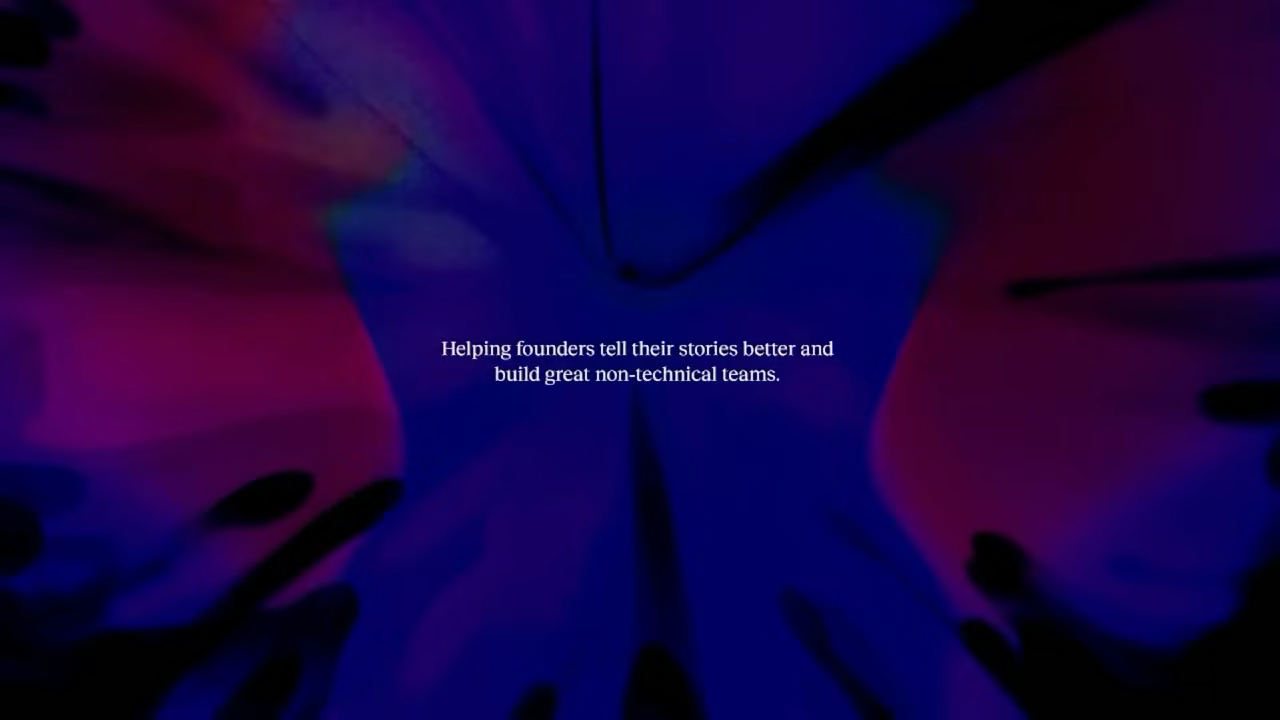 Helping founders tell their stories better and
build great non-technical teams.